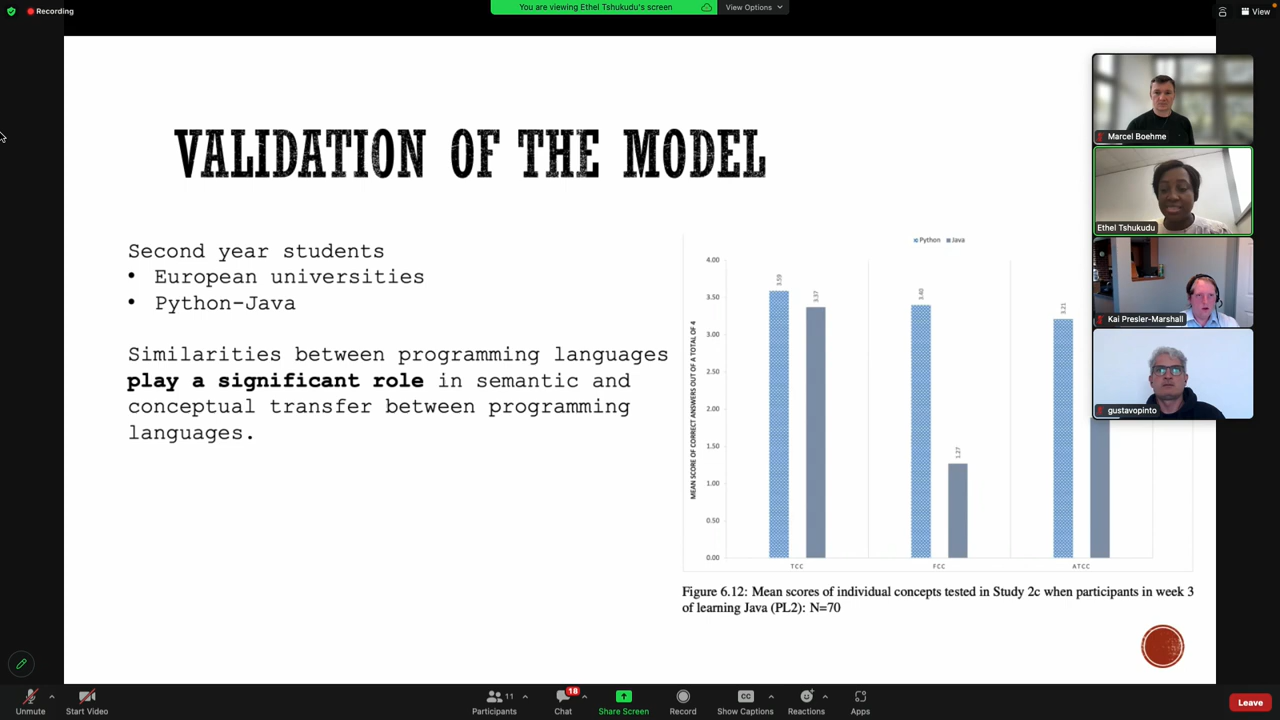 Recording
You are viewing Ethel Tshukudu's screen
View Options
View
VALIDATION OF THE MODEL
Second year students
• European universities
• Python-Java
Similarities between programming languages
play a significant role in semantic and
conceptual transfer between programming
languages.
Python Java
MEAN SCORE OF CORRECT ANSWERS OUT OF A TOTAL OF 4
4.00
3.50
3.00
2.50
2.00
1.50
1.00
0.50
0.00
3.59
3.37
3.40
1.27
3.21
TCC
FCC
ATCC
Figure 6.12: Mean scores of individual concepts tested in Study 2c when participants in week 3
of learning Java (PL2): N=70
Marcel Boehme
Ethel Tshukudu
Kai Presler-Marshall
gustavopinto
Unmute
Start Video
11
Participants
18
Chat
Share Screen
Record
CC
Show Captions
Reactions
Apps
Leave